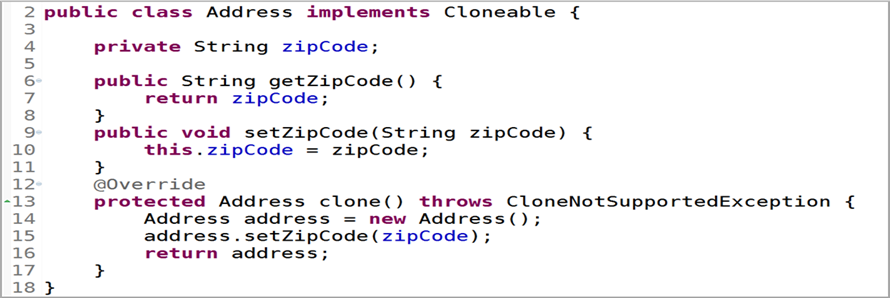 2 public class Address implements Cloneable {
3
4     private String zipCode;
5
6     public String getZipCode() {
7         return zipCode;
8     }
9     public void setZipCode(String zipCode) {
10         this.zipCode = zipCode;
11     }
12     @Override
13     protected Address clone() throws CloneNotSupportedException {
14         Address address = new Address();
15         address.setZipCode(zipCode);
16         return address;
17     }
18 }